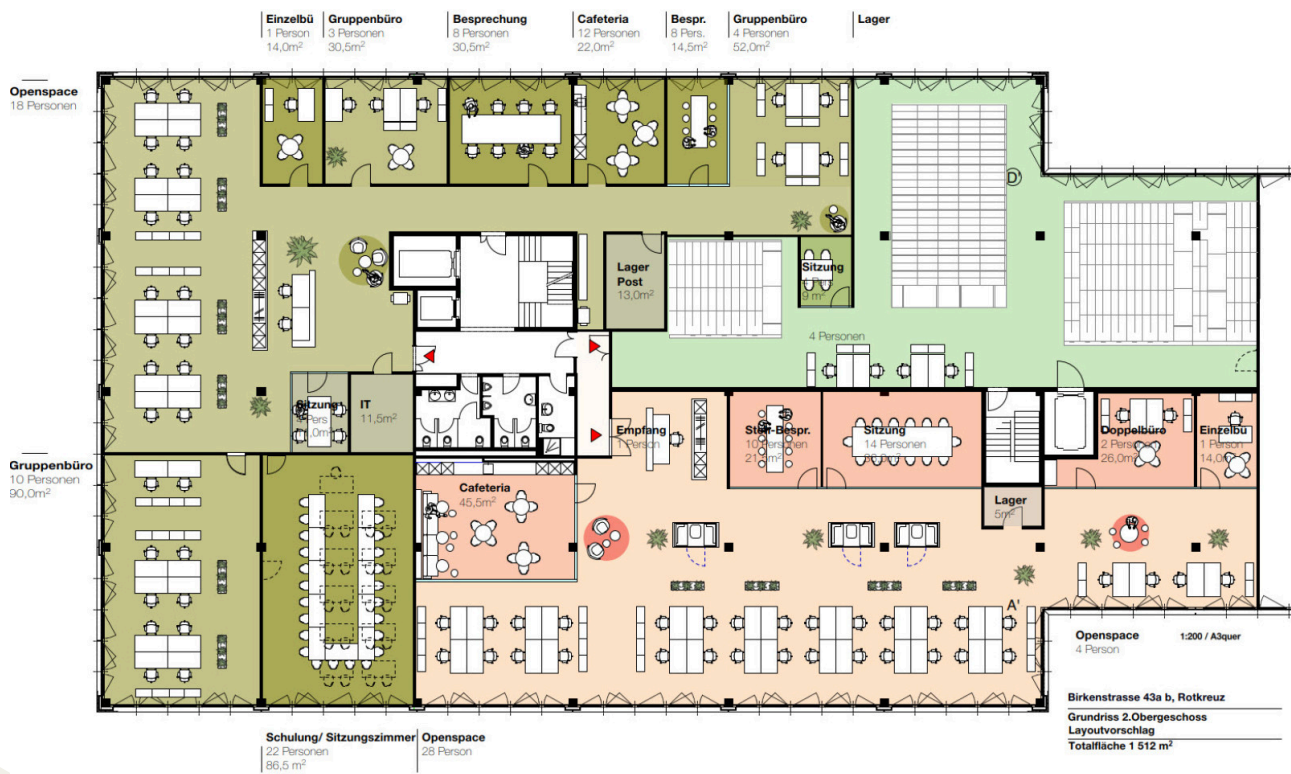 Einzelbü
1 Person
14,0m²
Gruppenbüro
3 Personen
30,5m²
Besprechung
8 Personen
30,5m²
Cafeteria
12 Personen
22,0m²
Bespr.
8 Pers.
14,5m²
Gruppenbüro
4 Personen
52,0m²
Lager
Openspace
18 Personen
D'
Lager
Post
13,0m²
Sitzung
9 m²
4 Personen
Sitzung
4 Pers
IT
11,5m²
Empfang
1 Person
Steh-Bespr.
10 Personen
Sitzung
14 Personen
Doppelbüro
2 Personen
26,0m²
Einzelbü
1 Person
14,0m²
Gruppenbüro
10 Personen
90,0m²
Cafeteria
45,5m²
Lager
5m²
A'
Openspace
4 Person
1:200 / A3quer
Birkenstrasse 43a b, Rotkreuz
Grundriss 2.Obergeschoss
Layoutvorschlag
Totalfläche 1 512 m²
Schulung/ Sitzungszimmer
22 Personen
86,5 m²
Openspace
28 Person